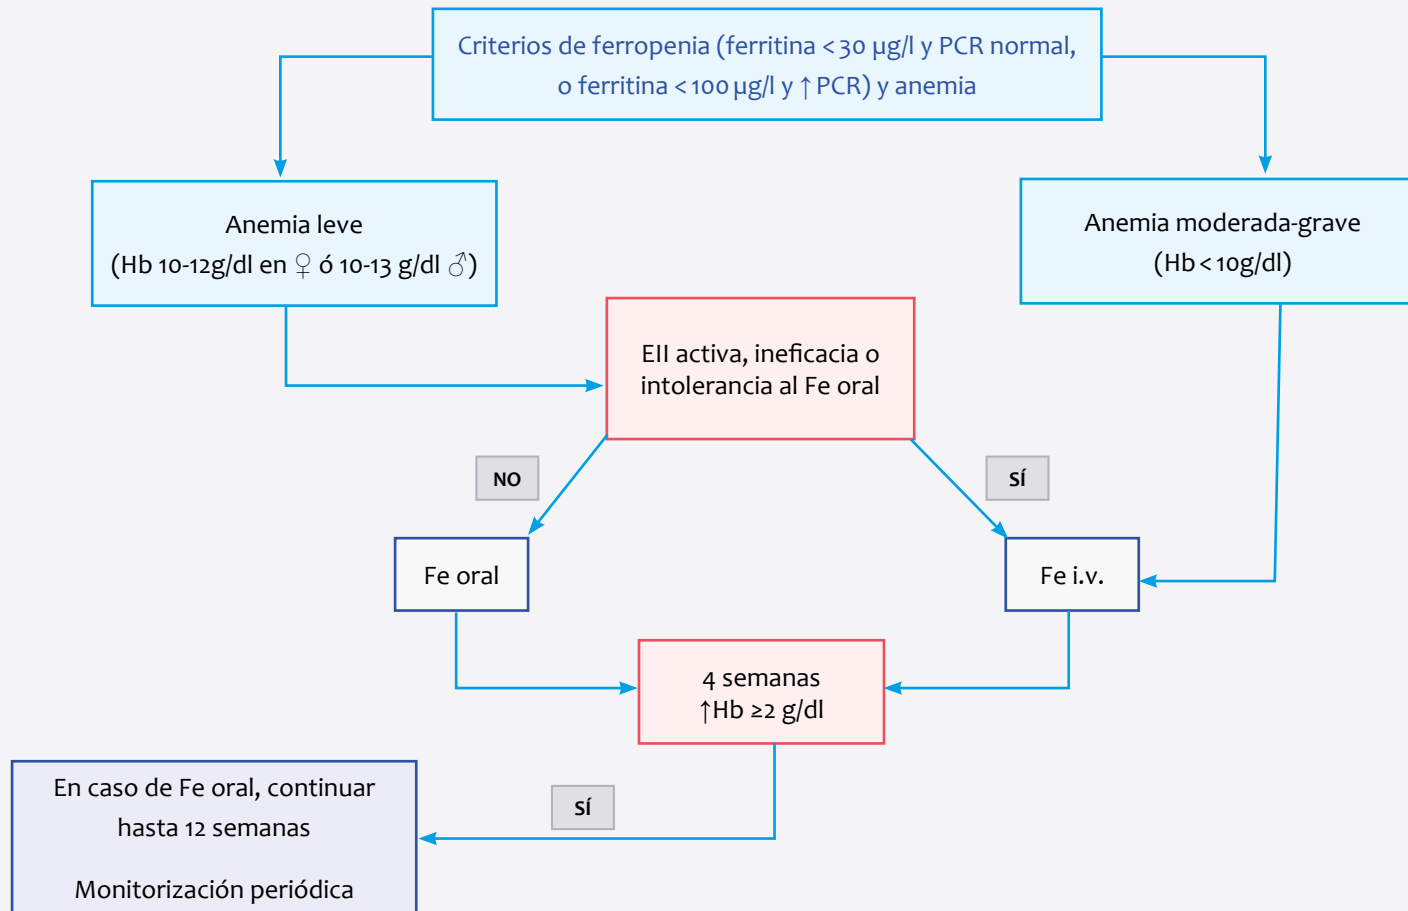 Criterios de ferropenia (ferritina < 30 µg/l y PCR normal,
o ferritina < 100 µg/l y ↑ PCR) y anemia
Anemia leve
(Hb 10-12g/dl en ♀ ó 10-13 g/dl ♂)
Anemia moderada-grave
(Hb < 10g/dl)
EII activa, ineficacia o
intolerancia al Fe oral
NO
SÍ
Fe oral
Fe i.v.
4 semanas
↑Hb ≥2 g/dl
SÍ
En caso de Fe oral, continuar
hasta 12 semanas
Monitorización periódica